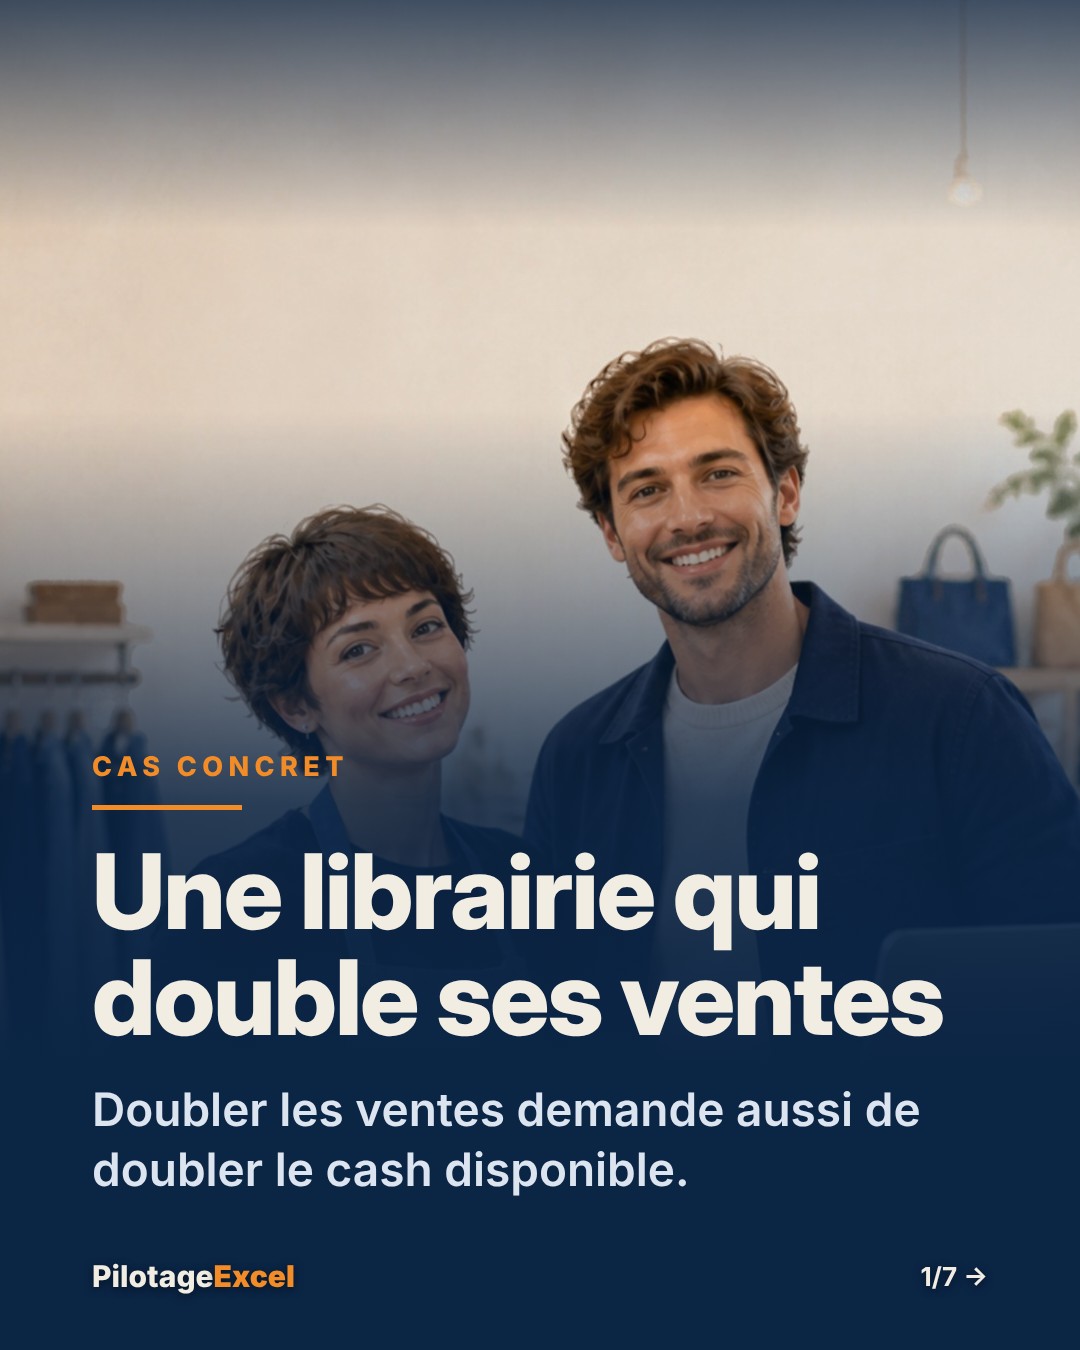 CAS CONCRET
Une librairie qui
double ses ventes
Doubler les ventes demande aussi de
doubler le cash disponible.
PilotageExcel
1/7 →